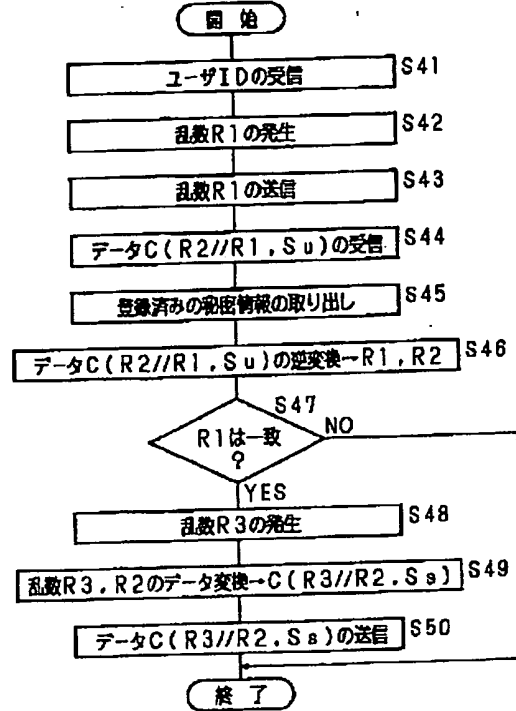 開始
ユーザIDの受信 S41
乱数R1の発生 S42
乱数R1の送信 S43
データC(R2//R1,Su)の受信 S44
登録済みの秘密情報の取り出し S45
データC(R2//R1,Su)の逆変換→R1,R2 S46
S47
R1は一致 NO
?
YES
乱数R3の発生 S48
乱数R3,R2のデータ変換→C(R3//R2.Ss) S49
データC(R3//R2.Ss)の送信 S50
終了